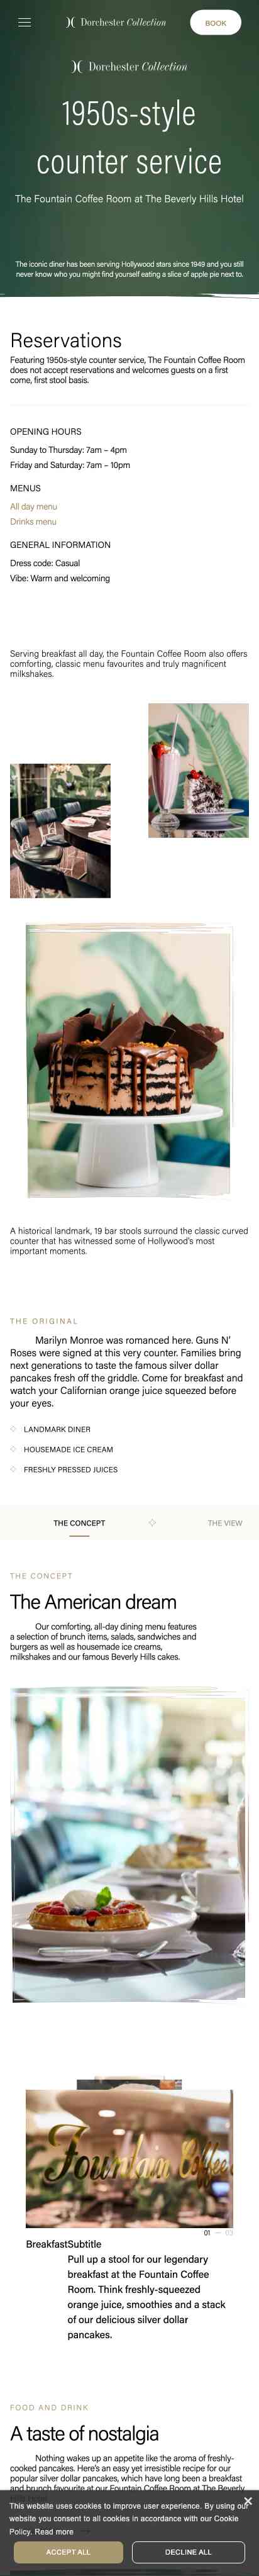 Dorchester Collection
BOOK
Dorchester Collection
1950s-style
counter service
The Fountain Coffee Room at The Beverly Hills Hotel
The iconic diner has been serving Hollywood stars since 1949 and you still
never know who you might find yourself eating a slice of apple pie next to.
Reservations
Featuring 1950s-style counter service, The Fountain Coffee Room
does not accept reservations and welcomes guests on a first
come, first stool basis.
OPENING HOURS
Sunday to Thursday: 7am – 4pm
Friday and Saturday: 7am – 10pm
MENUS
All day menu
Drinks menu
GENERAL INFORMATION
Dress code: Casual
Vibe: Warm and welcoming
Serving breakfast all day, the Fountain Coffee Room also offers
comforting, classic menu favourites and truly magnificent
milkshakes.
A historical landmark, 19 bar stools surround the classic curved
counter that has witnessed some of Hollywood's most
important moments.
THE ORIGINAL
Marilyn Monroe was romanced here. Guns N'
Roses were signed at this very counter. Families bring
next generations to taste the famous silver dollar
pancakes fresh off the griddle. Come for breakfast and
watch your Californian orange juice squeezed before
your eyes.
LANDMARK DINER
HOUSEMADE ICE CREAM
FRESHLY PRESSED JUICES
THE CONCEPT
THE VIEW
THE CONCEPT
The American dream
Our comforting, all-day dining menu features
a selection of brunch items, salads, sandwiches and
burgers as well as housemade ice creams,
milkshakes and our famous Beverly Hills cakes.
Fountain Coffee
01 — 03
BreakfastSubtitle
Pull up a stool for our legendary
breakfast at the Fountain Coffee
Room. Think freshly-squeezed
orange juice, smoothies and a stack
of our delicious silver dollar
pancakes.
FOOD AND DRINK
A taste of nostalgia
Nothing wakes up an appetite like the aroma of freshly-
cooked pancakes. Here's an easy yet irresistible recipe for our
popular silver dollar pancakes, which have long been a breakfast
and brunch favourite at our Fountain Coffee Room at The Beverly
This website uses cookies to improve user experience. By using our
website you consent to all cookies in accordance with our Cookie
Policy. Read more
ACCEPT ALL
DECLINE ALL